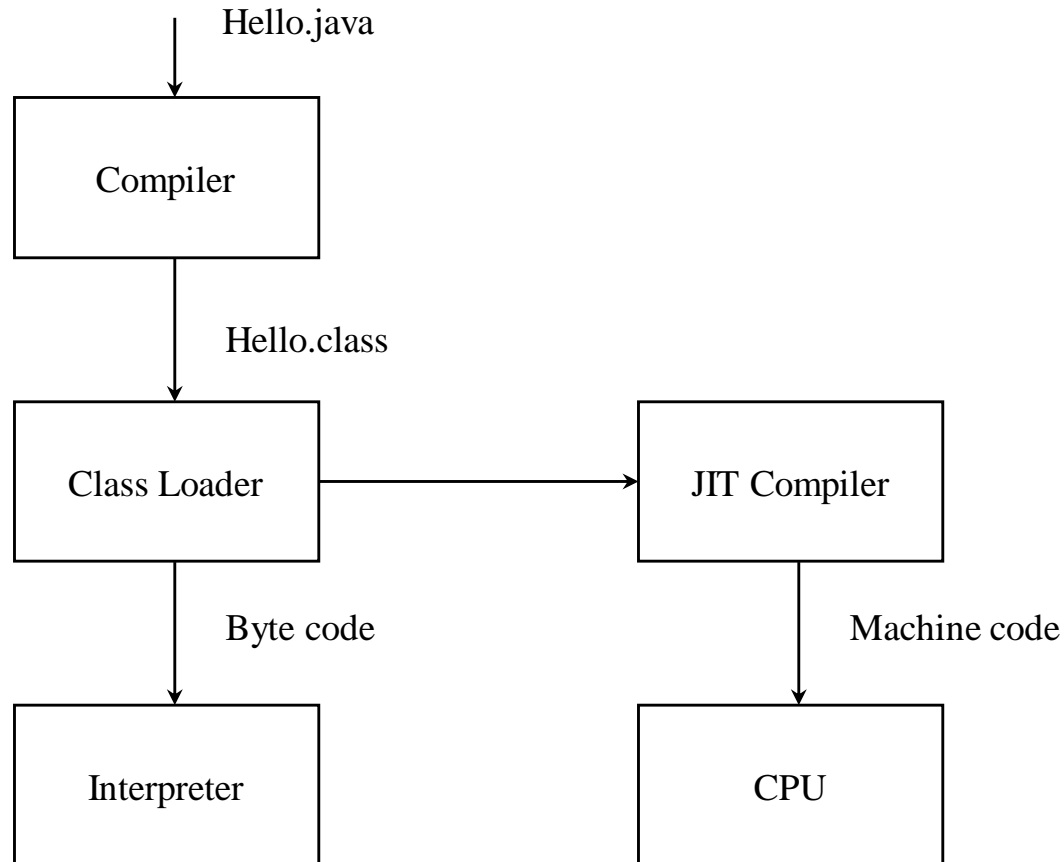 Hello.java
Compiler
Hello.class
Class Loader
JIT Compiler
Byte code
Machine code
Interpreter
CPU